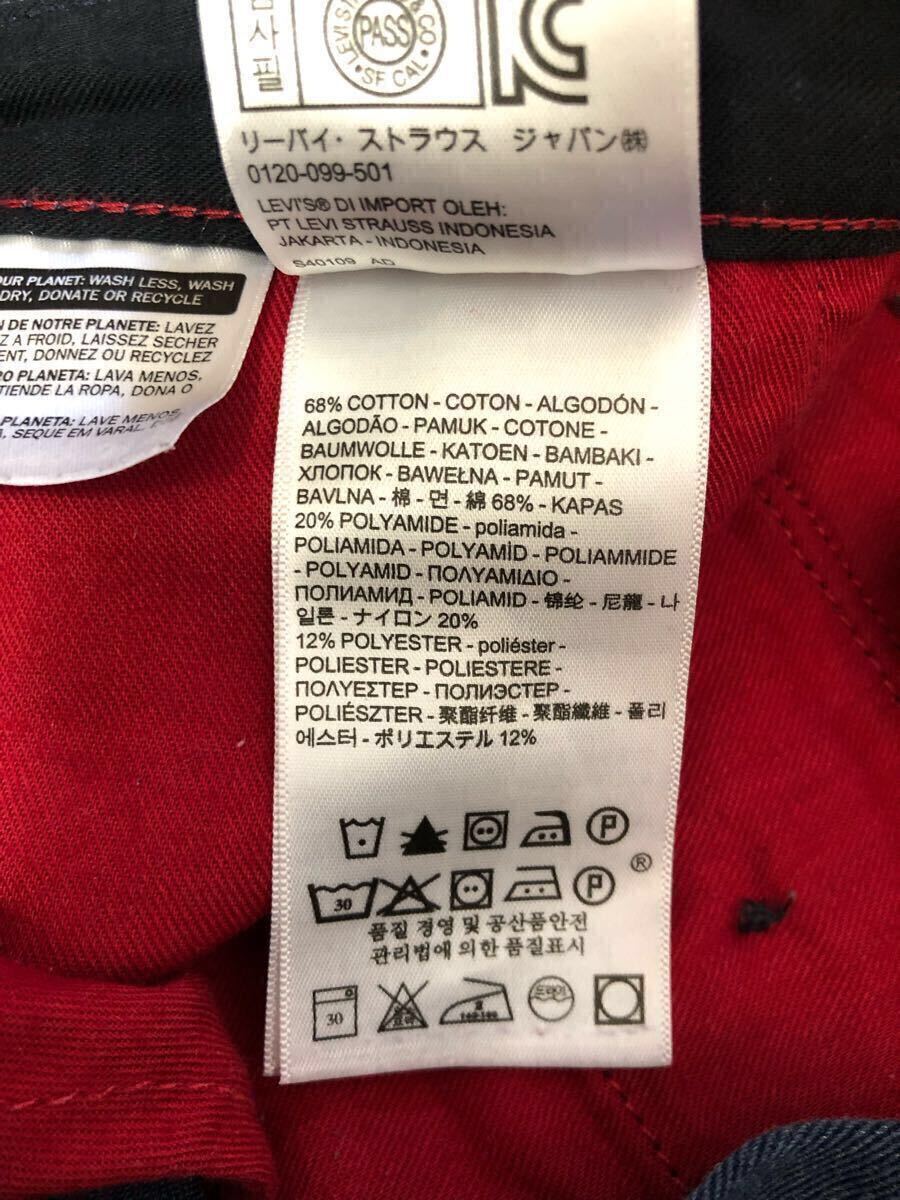 사
필
LEVI
PASS
SF CAL.
リーバイ・ストラウス ジャパン㈱
0120-099-501
LEVI'S® DI IMPORT OLEH:
PT LEVI STRAUSS INDONESIA
JAKARTA - INDONESIA
S40109 AD
OUR PLANET: WASH LESS, WASH
DRY, DONATE OR RECYCLE
N DE NOTRE PLANETE: LAVEZ
Z A FROID, LAISSEZ SECHER
ENT, DONNEZ OU RECYCLEZ
RO PLANETA: LAVA MENOS,
TIENDE LA ROPA, DONA O
PLANETA: LAVE MENOS,
A, SEQUE EM VARAL,
68% COTTON - COTON - ALGODÓN -
ALGODÃO - PAMUK - COTONE -
BAUMWOLLE - KATOEN - BAMBAKI -
ХЛОПОК - BAWEŁNA - PAMUT -
BAVLNA - 棉 - 면 - 綿 68% - KAPAS
20% POLYAMIDE - poliamida -
POLIAMIDA - POLYAMİD - POLIAMMIDE
- POLYAMID - ΠΟΛΥΑΜΙΔΙΟ -
ПОЛИАМИД - POLIAMID - 锦纶 - 尼龍 - 나
일론 - ナイロン 20%
12% POLYESTER - poliéster -
POLIESTER - POLIESTERE -
ΠΟΛΥΕΣΤΕΡ - ПОЛИЭСТЕР -
POLIÉSZTER - 聚酯纤维 - 聚酯纖維 - 폴리
에스터 - ポリエステル 12%
P
30 P ®
품질 경영 및 공산품안전
관리법에 의한 품질표시
30 염소 표백 드라이